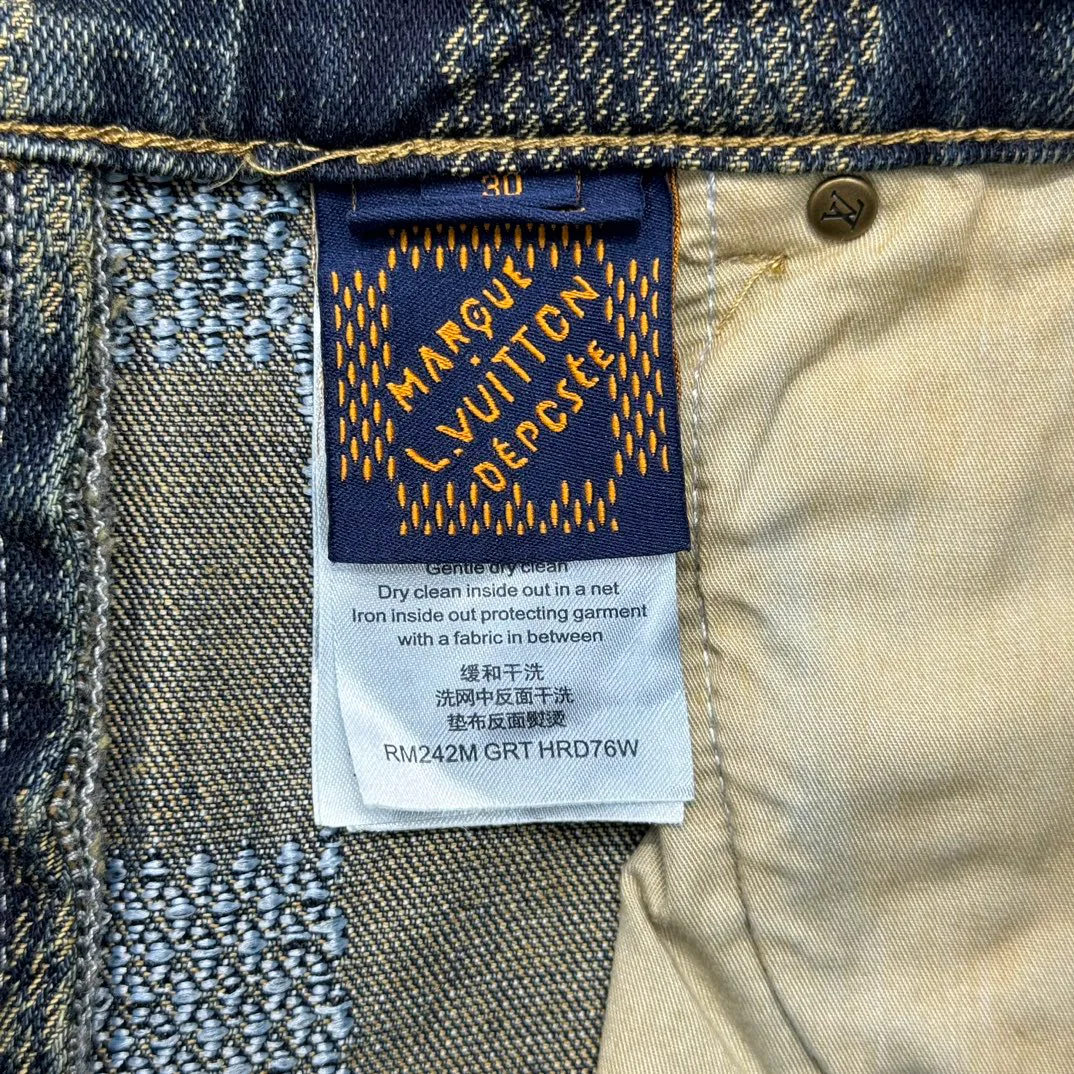 30
LV
MARQUE
L.VUITTON
DÉPOSÉE
Gentle dry clean
Dry clean inside out in a net
Iron inside out protecting garment
with a fabric in between
缓和干洗
洗网中反面干洗
垫布反面熨烫
RM242M GRT HRD76W